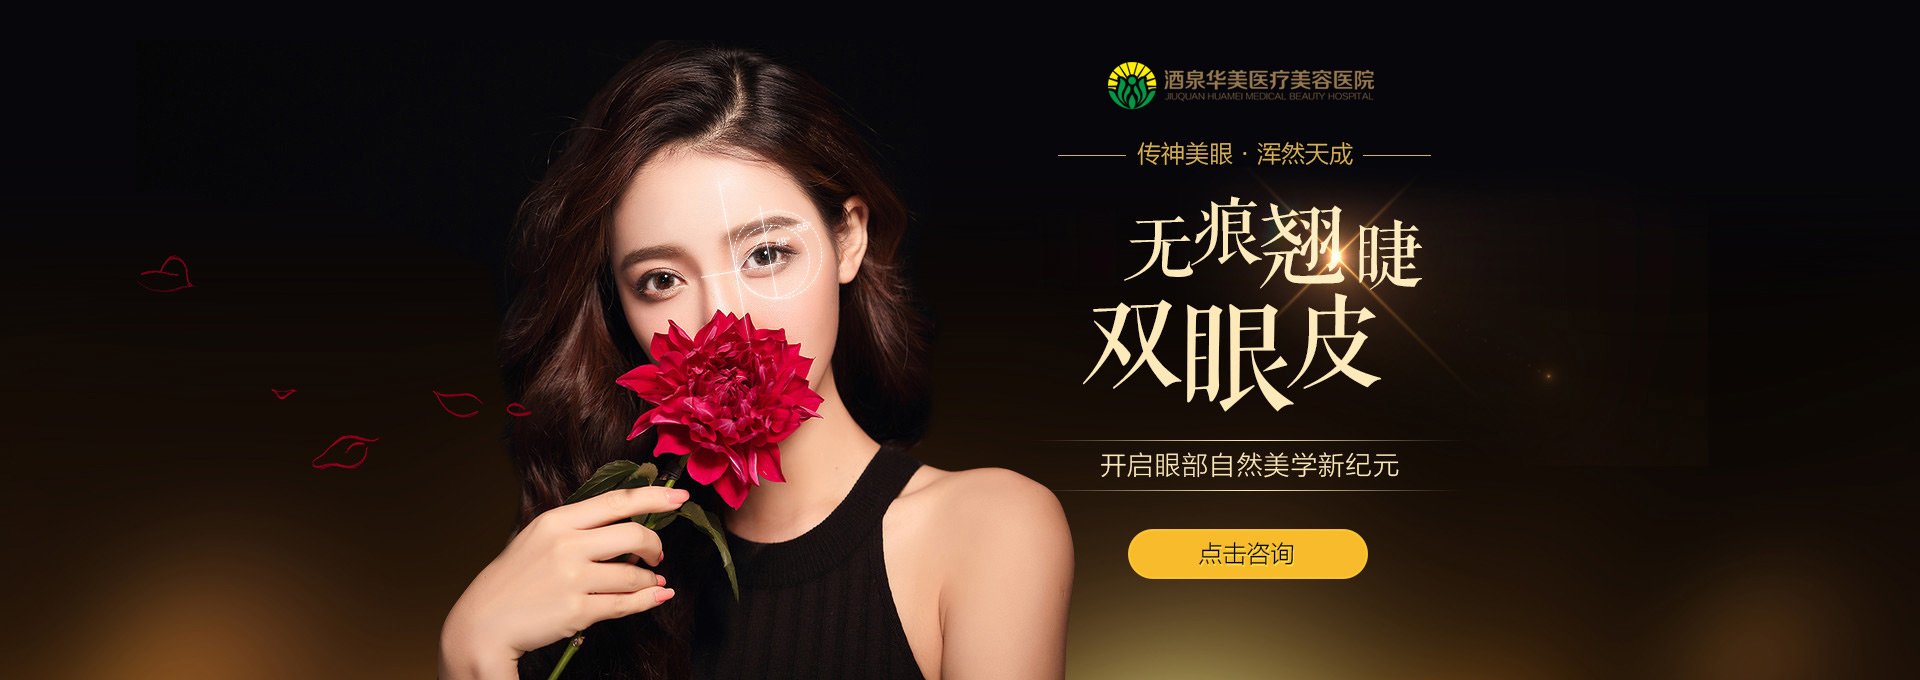 酒泉华美医疗美容医院
JIUQUAN HUAMEI MEDICAL BEAUTY HOSPITAL
传神美眼 · 浑然天成
无痕翘睫
双眼皮
开启眼部自然美学新纪元
点击咨询